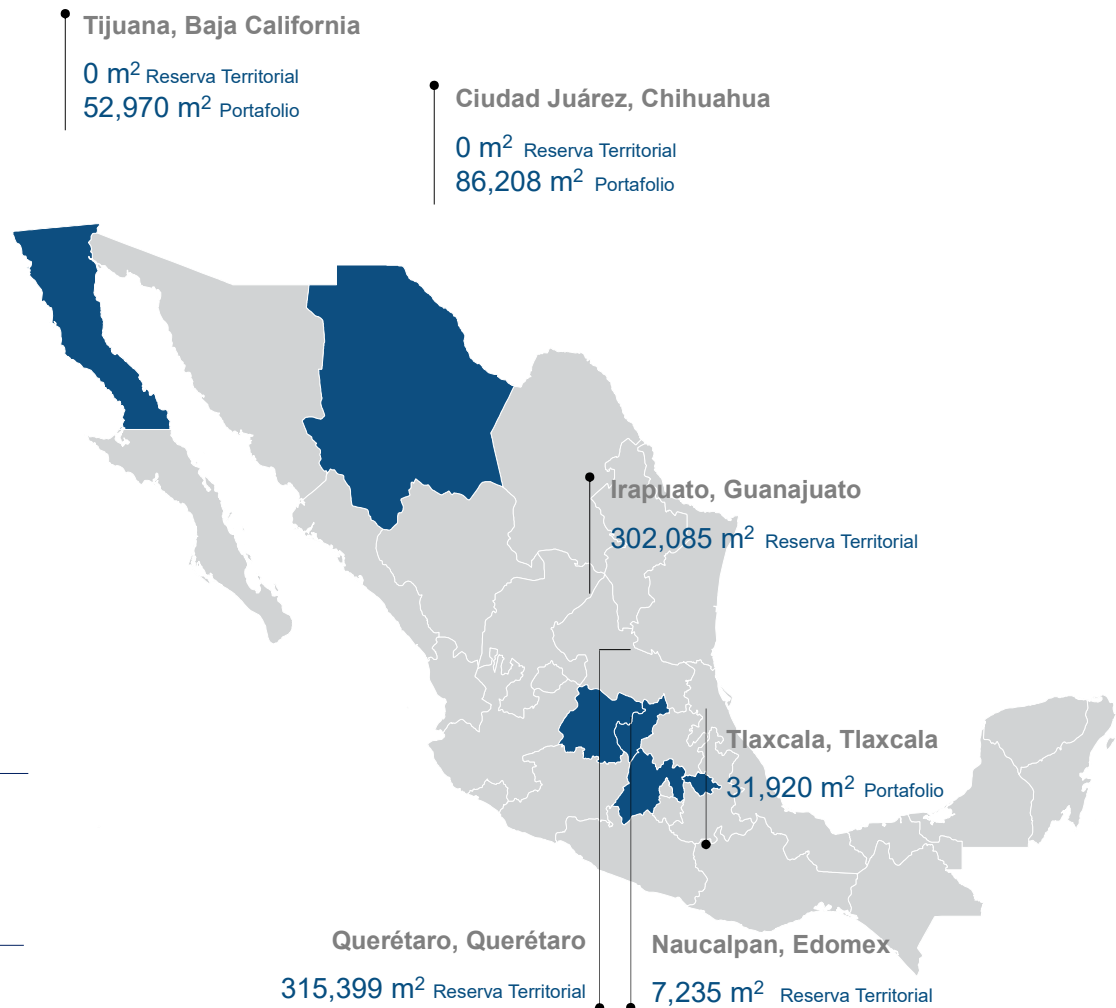 Tijuana, Baja California
0 m² Reserva Territorial
52,970 m² Portafolio
Ciudad Juárez, Chihuahua
0 m² Reserva Territorial
86,208 m² Portafolio
Irapuato, Guanajuato
302,085 m² Reserva Territorial
Tlaxcala, Tlaxcala
31,920 m² Portafolio
Querétaro, Querétaro
315,399 m² Reserva Territorial
Naucalpan, Edomex
7,235 m² Reserva Territorial